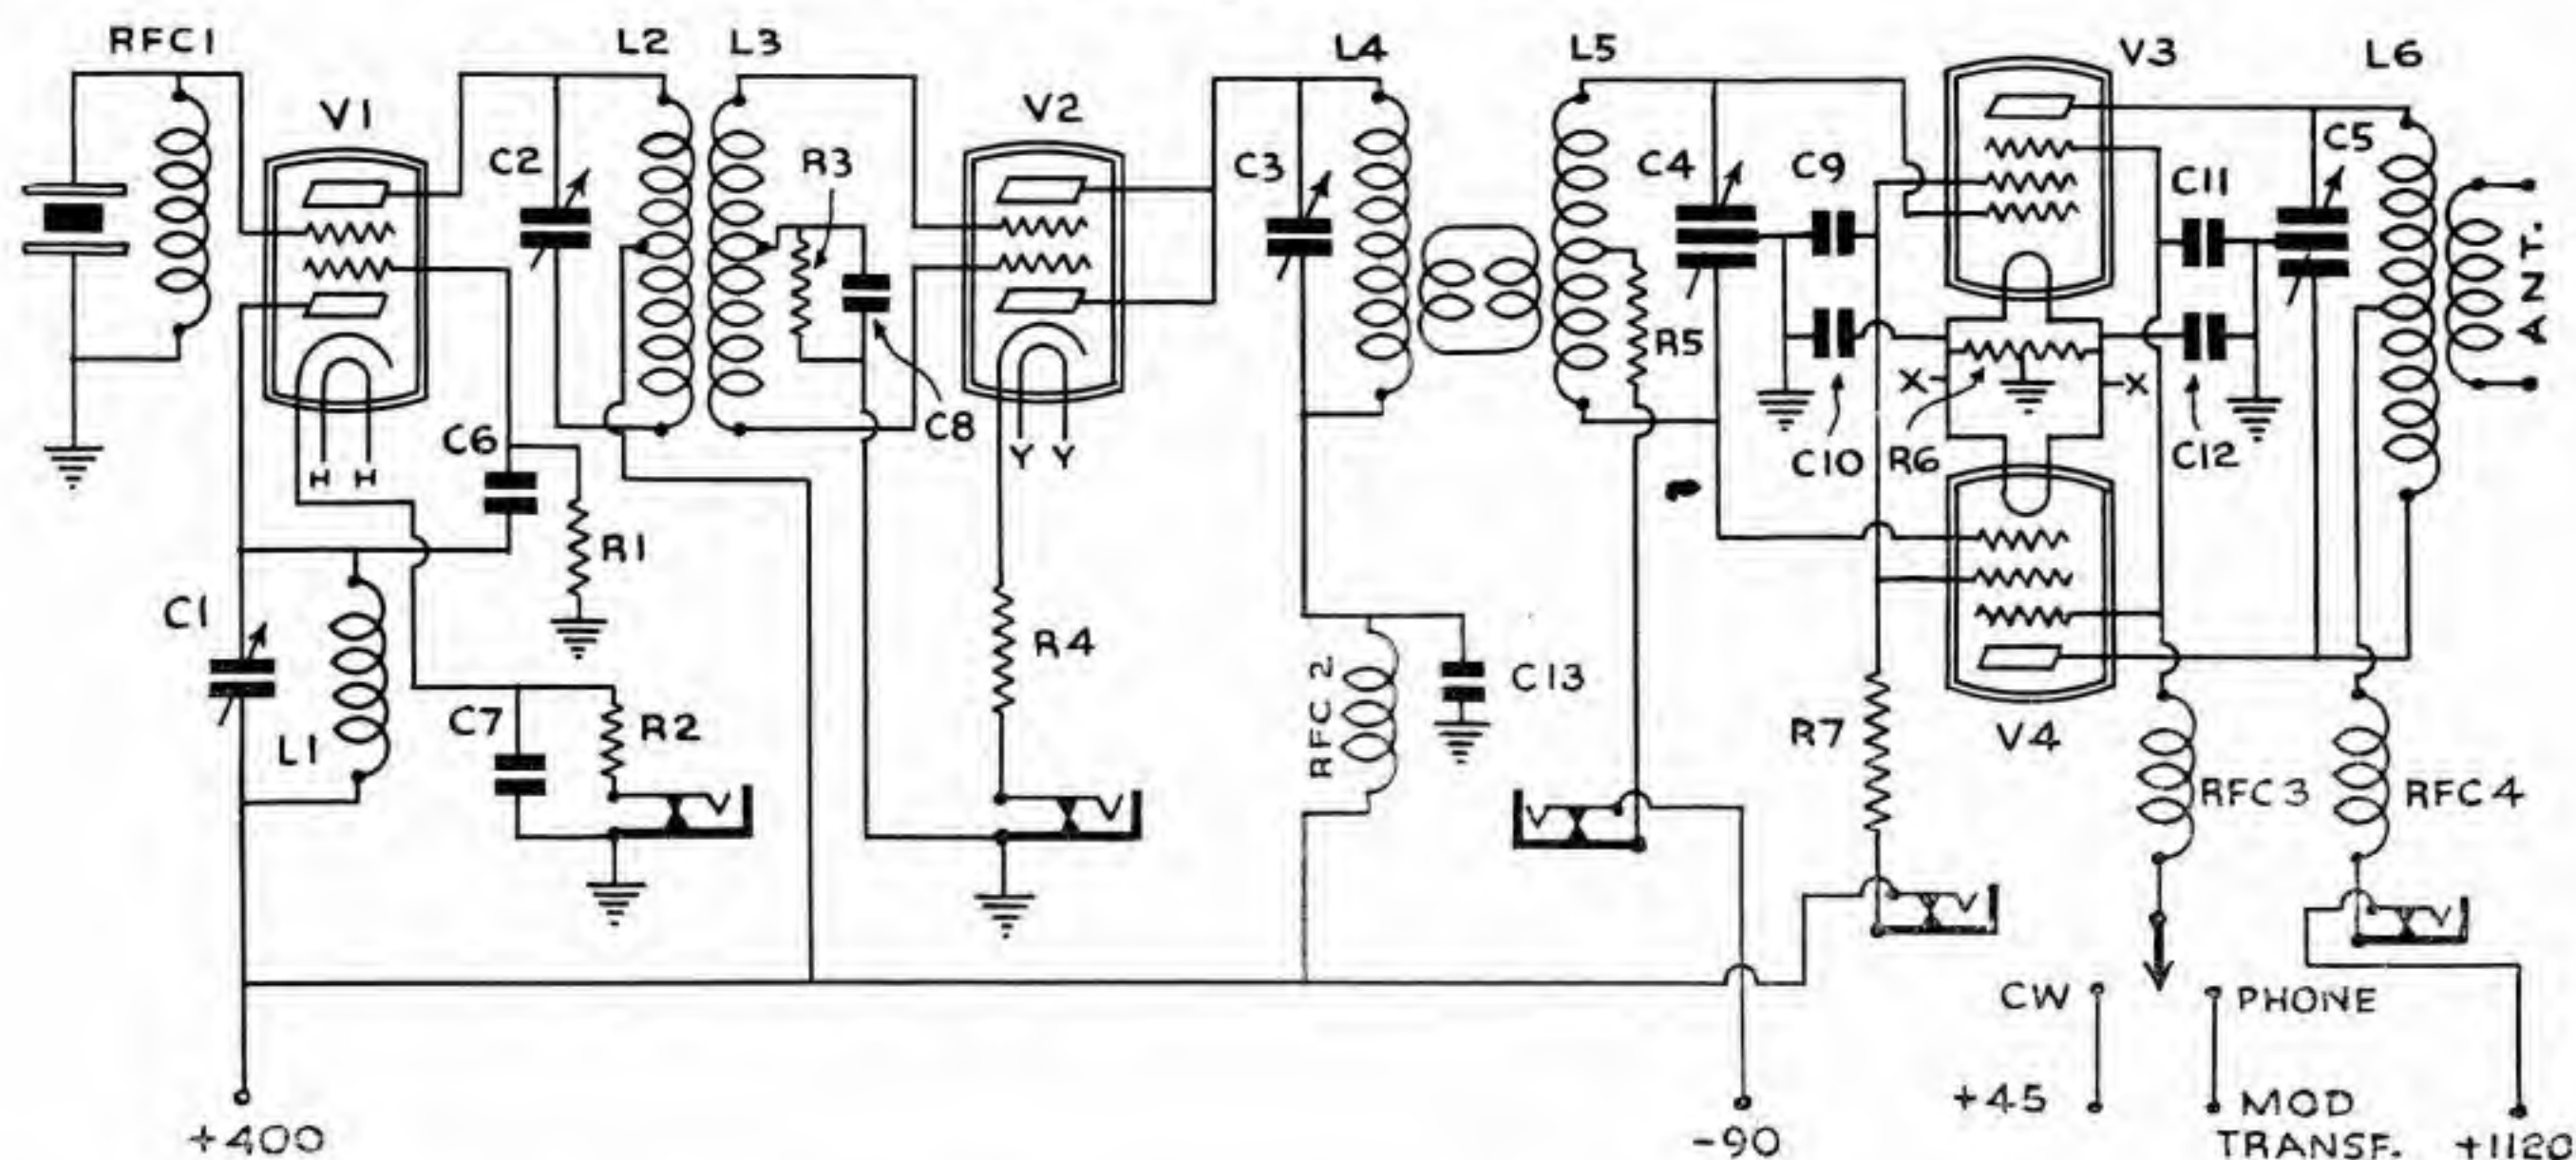 RFC1
V1
C2
L2
L3
R3
C8
V2
C3
L4
L5
C4
C9
R5
C10
R6
X
X
V3
C11
C12
C5
L6
ANT.
H H
C6
R1
C1
L1
C7
R2
Y Y
R4
RFC 2
C13
R7
V4
RFC3
RFC4
CW
PHONE
+400
-90
+45
MOD
TRANSF.
+1120